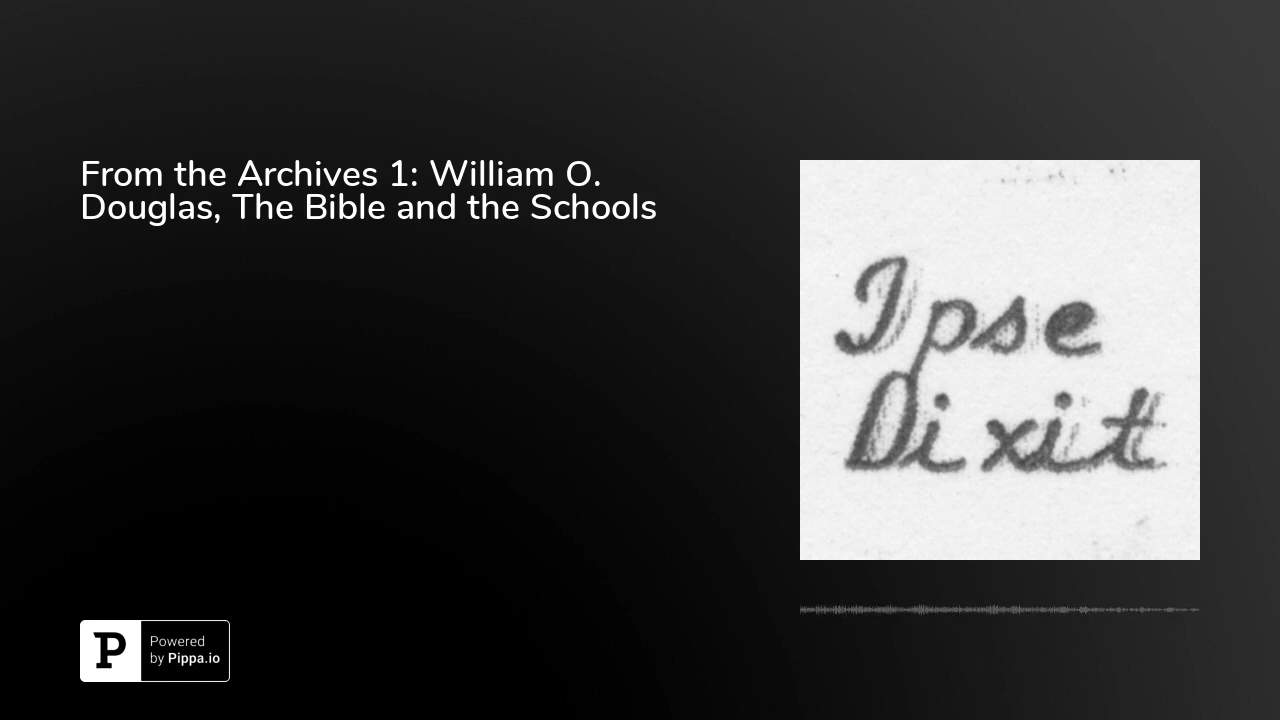 From the Archives 1: William O.
Douglas, The Bible and the Schools
Ipse
Dixit
P
Powered
by Pippa.io